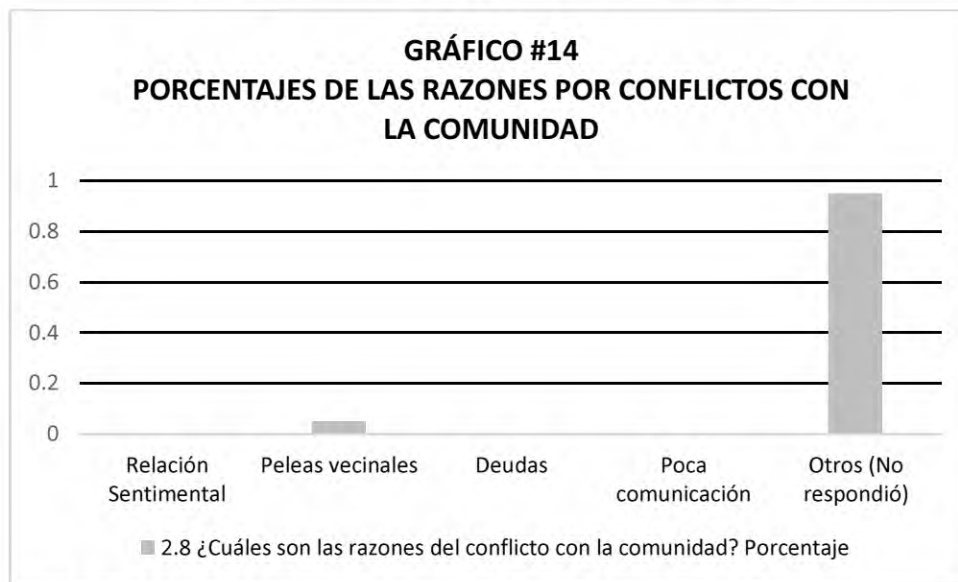 GRÁFICO #14
PORCENTAJES DE LAS RAZONES POR CONFLICTOS CON
LA COMUNIDAD
1
0.8
0.6
0.4
0.2
0
Relación
Sentimental
Peleas vecinales
Deudas
Poca
comunicación
Otros (No
respondió)
2.8 ¿Cuáles son las razones del conflicto con la comunidad? Porcentaje